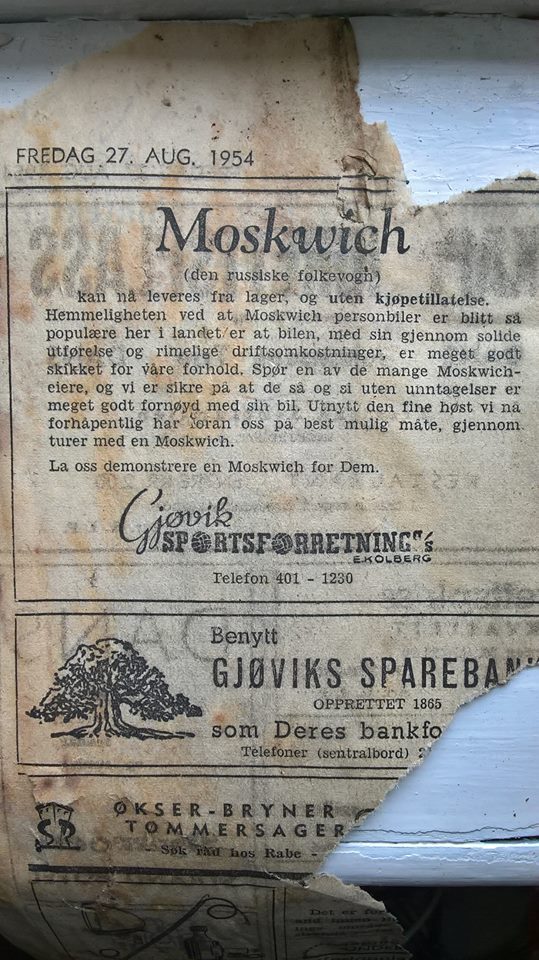 FREDAG 27. AUG. 1954
Moskwich
(den russiske folkevogn)
kan nå leveres fra lager, og uten kjøpetillatelse.
Hemmeligheten ved at Moskwich personbiler er blitt så
populære her i landet er at bilen, med sin gjennom solide
utførelse og rimelige driftsomkostninger, er meget godt
skikket for våre forhold. Spør en av de mange Moskwich-
eiere, og vi er sikre på at de så og si uten unntagelser er
meget godt fornøyd med sin bil. Utnytt den fine høst vi nå
forhåpentlig har foran oss på best mulig måte, gjennom
turer med en Moskwich.
La oss demonstrere en Moskwich for Dem.
Gjøvik
SPORTSFORRETNING A/S
E. KOLBERG
Telefon 401 - 1230
Benytt
GJØVIKS SPAREBAN
OPPRETTET 1865
som Deres bankfo
Telefoner (sentralbord)
ØKSER-BRYNER
TØMMERSAGER
Søk råd hos Rabe -
Det er for